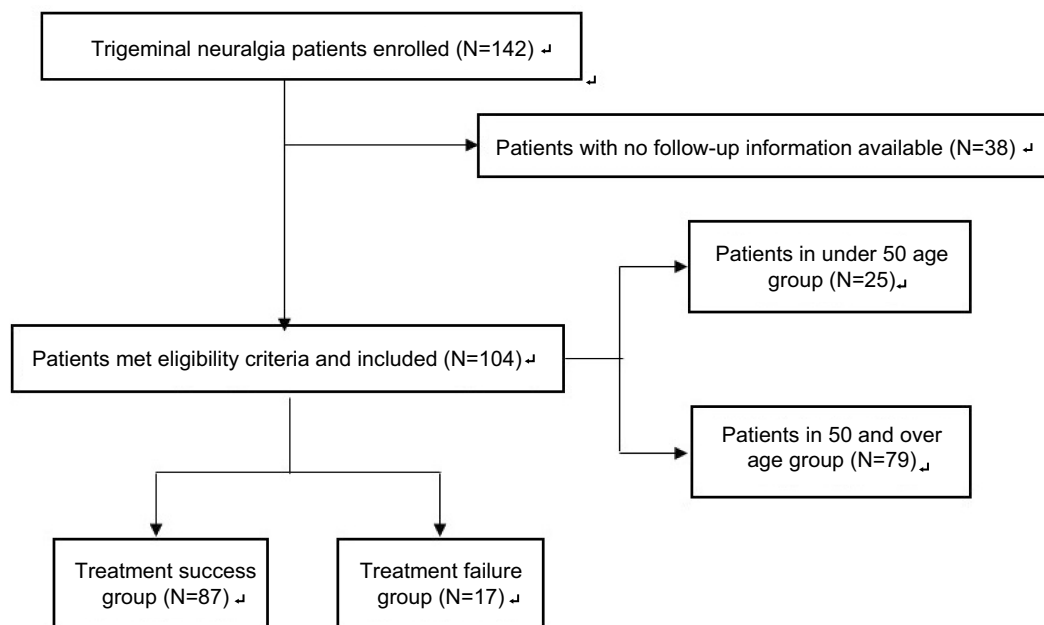 Trigeminal neuralgia patients enrolled (N=142) ↵
↵
Patients with no follow-up information available (N=38) ↵
Patients in under 50 age
group (N=25)↵
Patients met eligibility criteria and included (N=104) ↵
Patients in 50 and over
age group (N=79)↵
Treatment success
group (N=87) ↵
Treatment failure
group (N=17) ↵